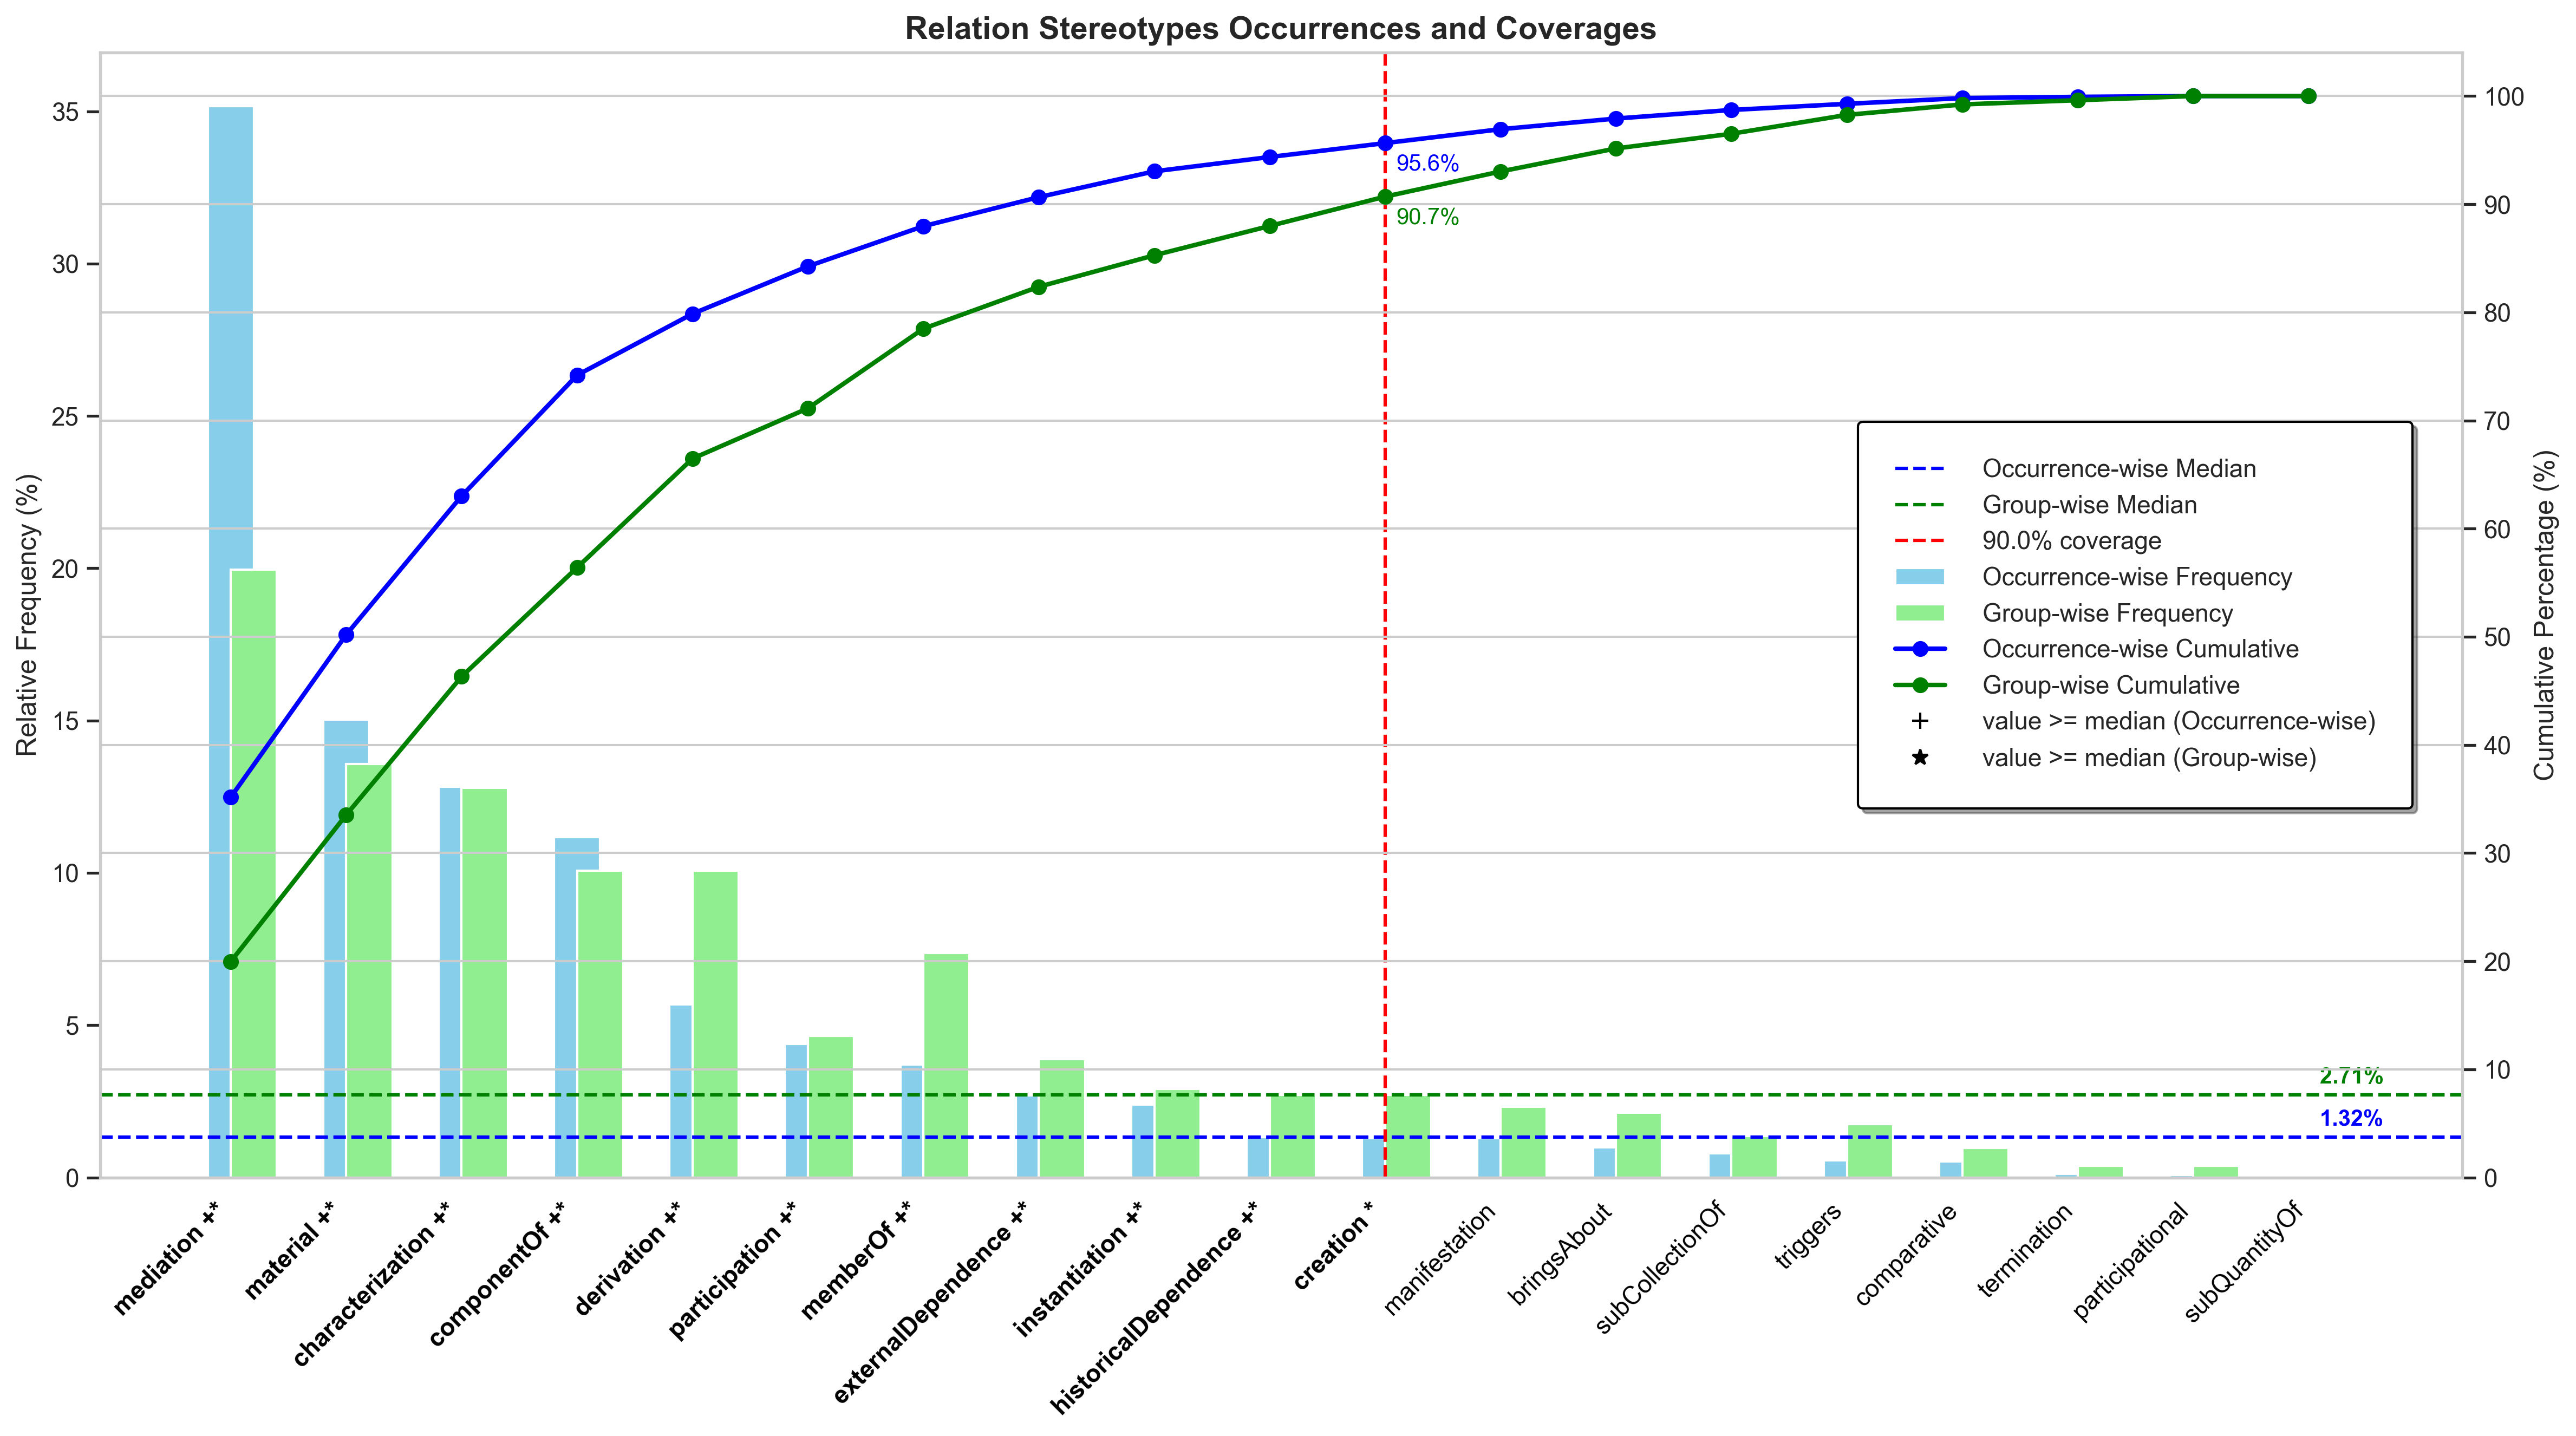 Relation Stereotypes Occurrences and Coverages
Relative Frequency (%)
35
30
25
20
15
10
5
0
100
90
80
70
60
50
40
30
20
10
0
Cumulative Percentage (%)
95.6%
90.7%
2.71%
1.32%
Occurrence-wise Median
Group-wise Median
90.0% coverage
Occurrence-wise Frequency
Group-wise Frequency
Occurrence-wise Cumulative
Group-wise Cumulative
value >= median (Occurrence-wise)
value >= median (Group-wise)
mediation +*
material +*
characterization +*
componentOf +*
derivation +*
participation +*
memberOf +*
externalDependence +*
instantiation +*
historicalDependence +*
creation *
manifestation
bringsAbout
subCollectionOf
triggers
comparative
termination
participational
subQuantityOf